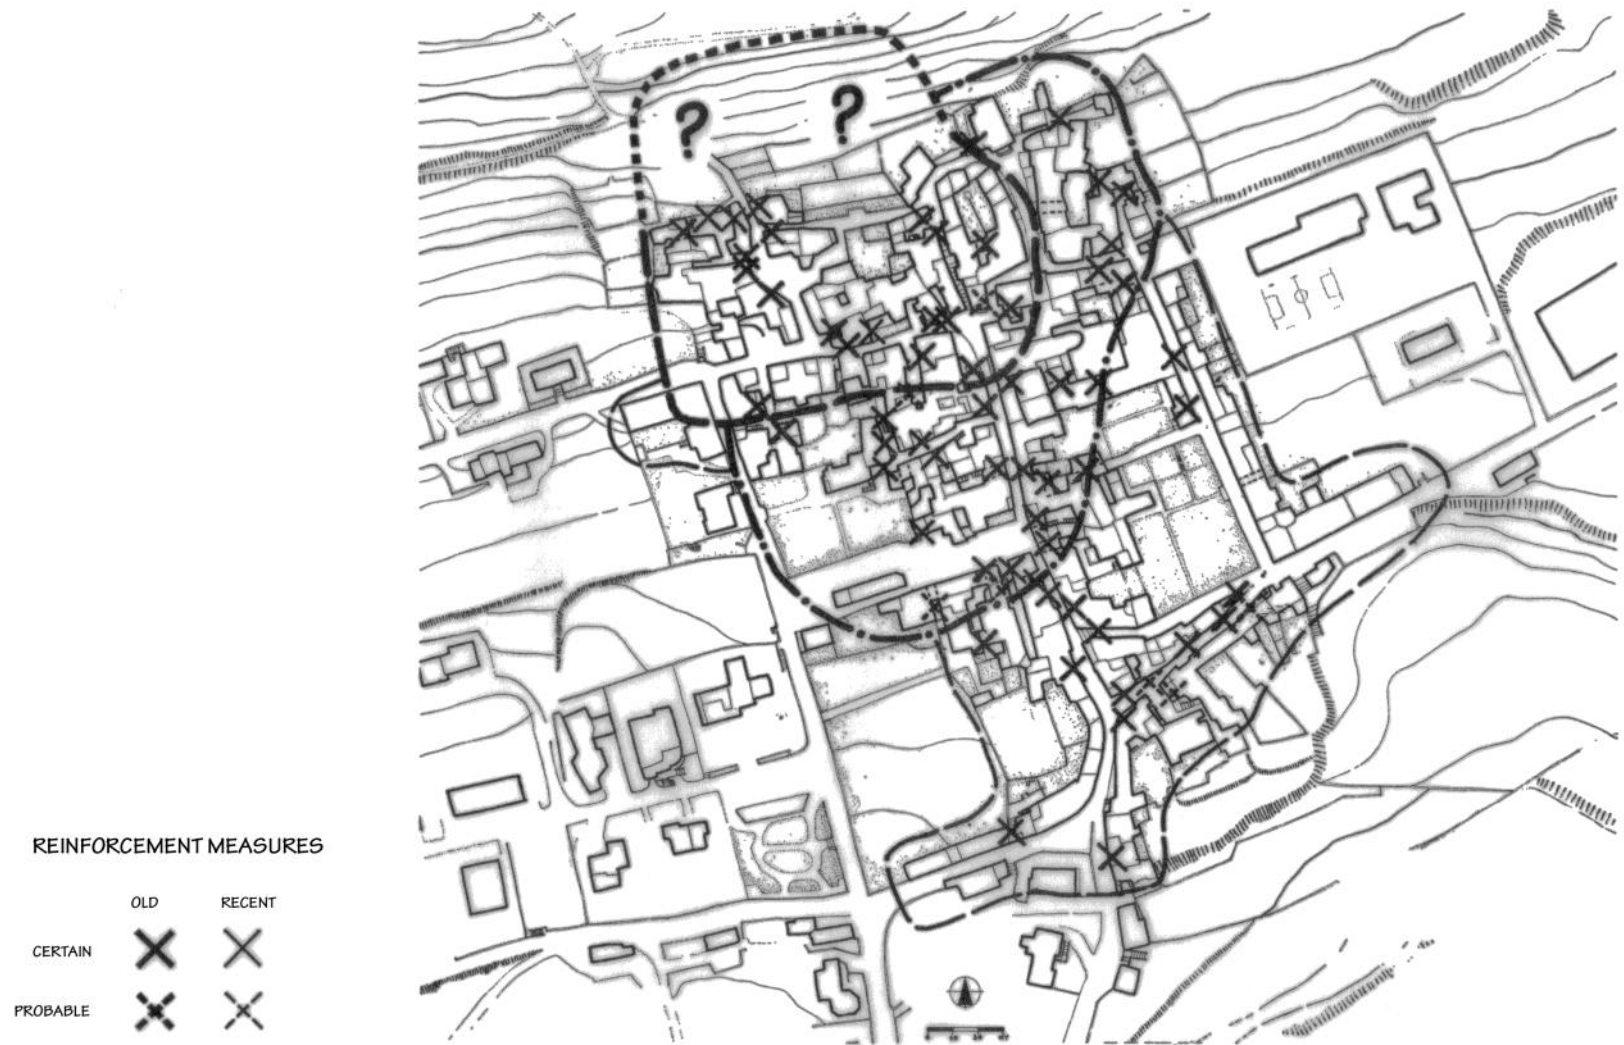 ?
?
REINFORCEMENT MEASURES
OLD RECENT
CERTAIN
PROBABLE